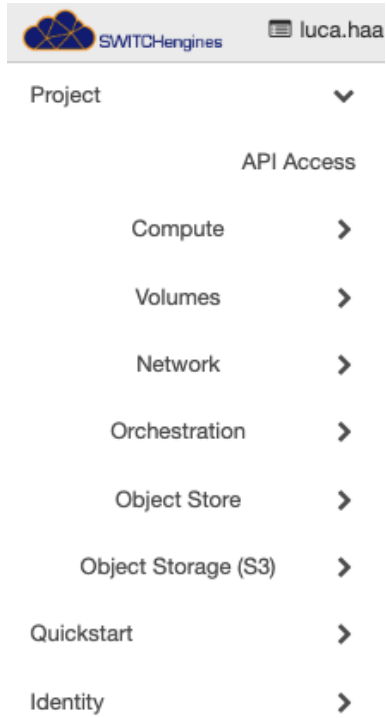 SWITCHengines luca.haa
Project
API Access
Compute
Volumes
Network
Orchestration
Object Store
Object Storage (S3)
Quickstart
Identity